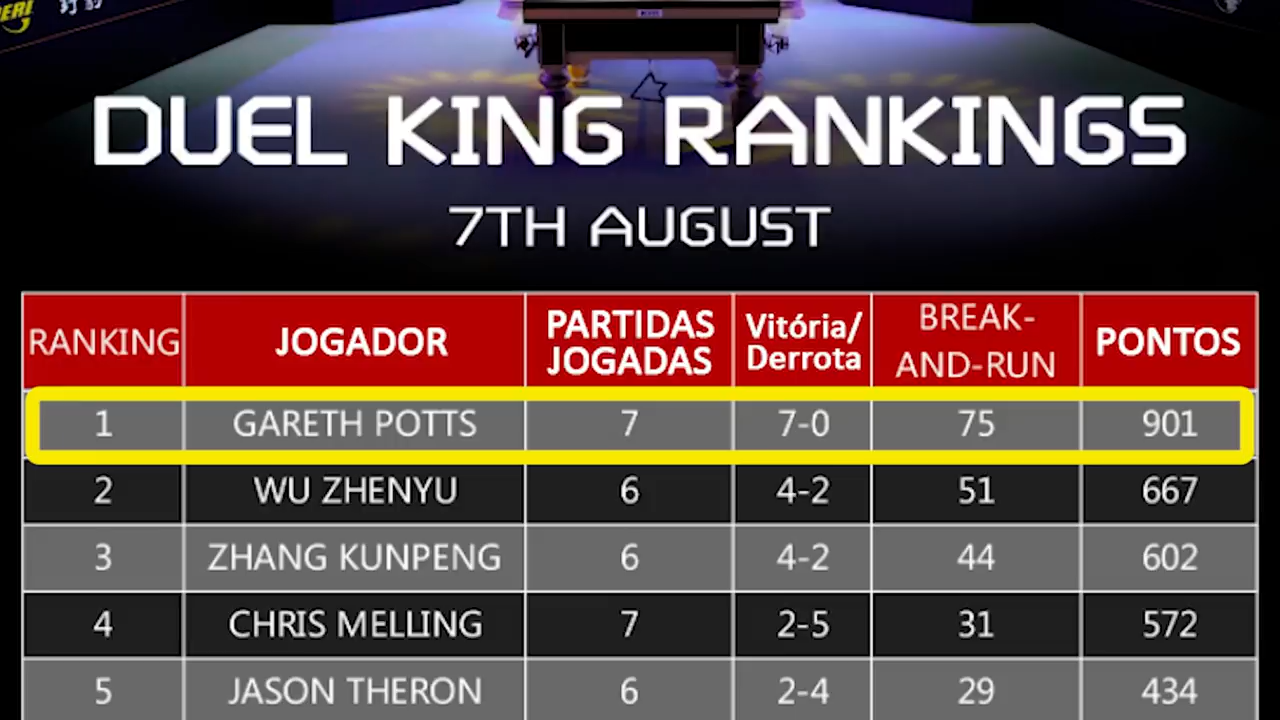 DUEL KING RANKINGS
7TH AUGUST
RANKING JOGADOR PARTIDAS JOGADAS Vitória/Derrota BREAK-AND-RUN PONTOS
1 GARETH POTTS 7 7-0 75 901
2 WU ZHENYU 6 4-2 51 667
3 ZHANG KUNPENG 6 4-2 44 602
4 CHRIS MELLING 7 2-5 31 572
5 JASON THERON 6 2-4 29 434